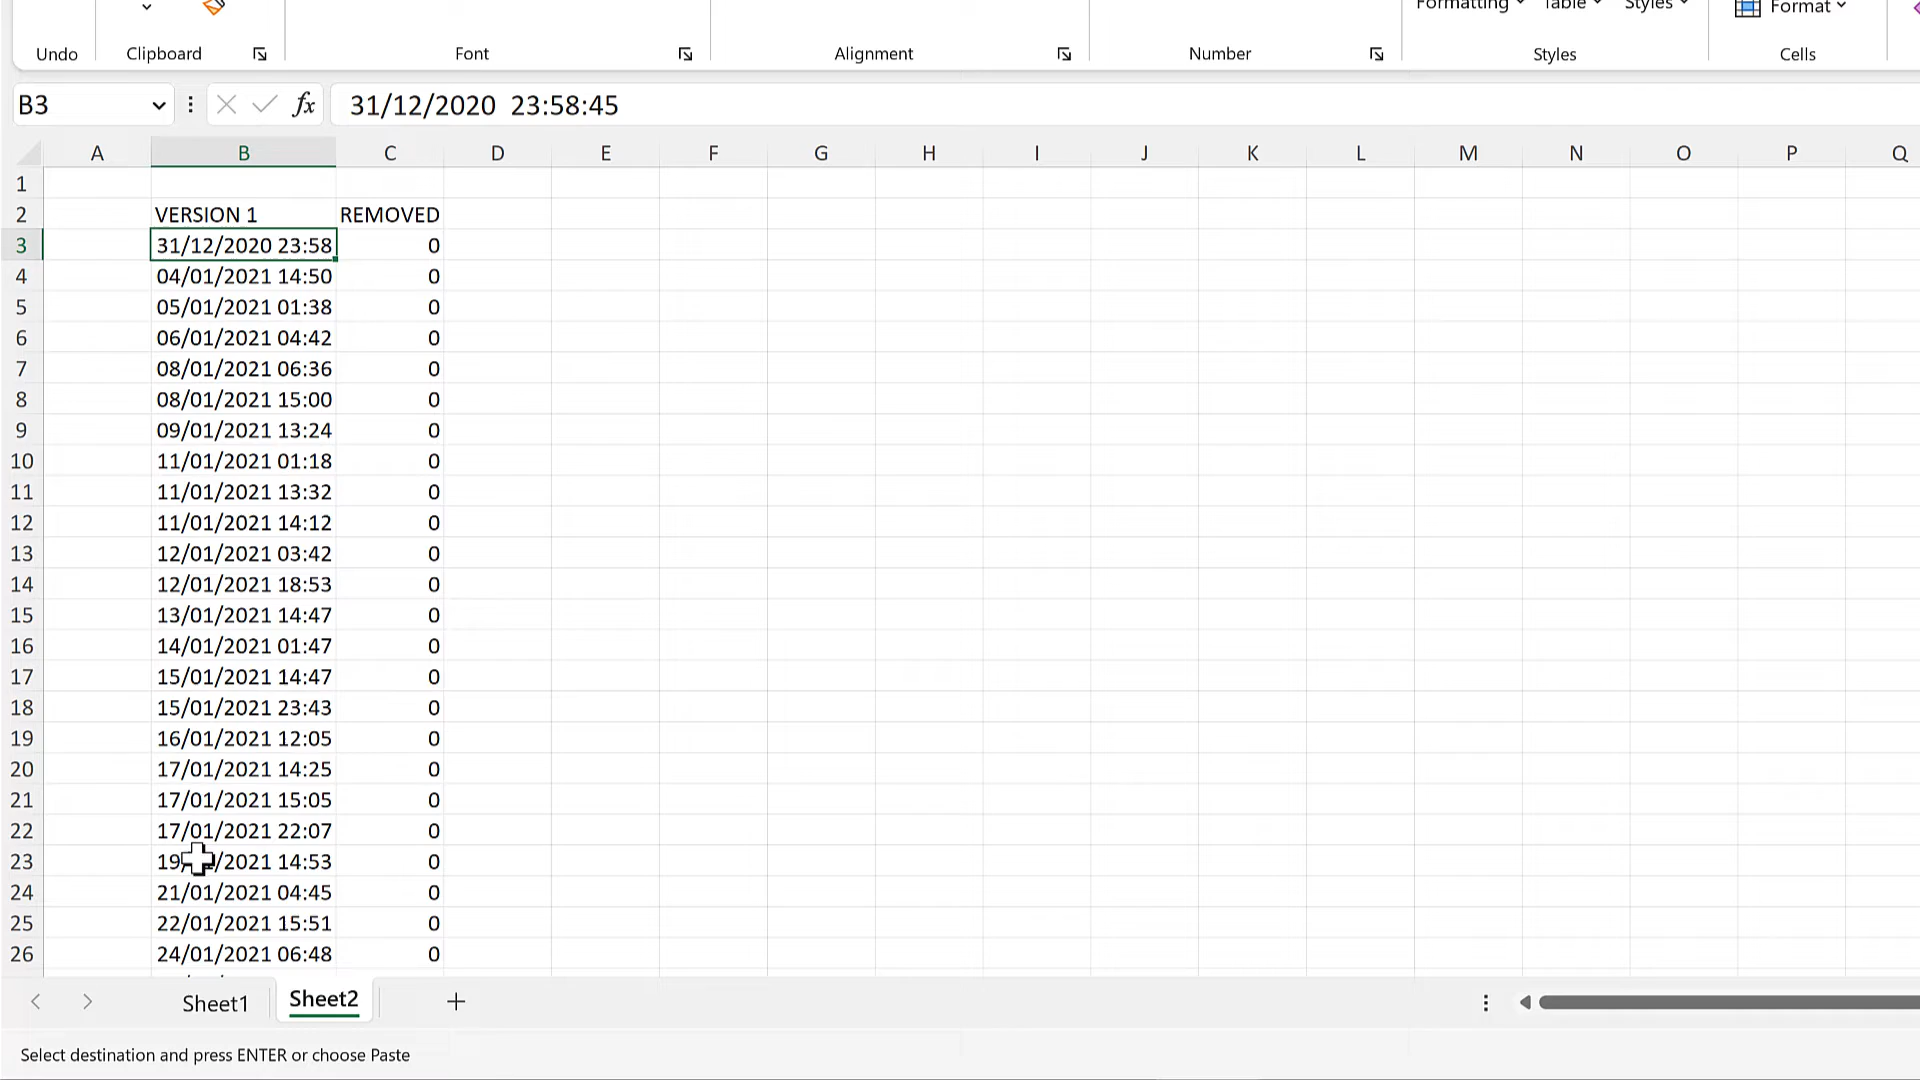 Formatting Table Styles Format
Undo Clipboard Font Alignment Number Styles Cells
B3 fx 31/12/2020 23:58:45
A B C D E F G H I J K L M N O P Q
1
2 VERSION 1 REMOVED
3 31/12/2020 23:58 0
4 04/01/2021 14:50 0
5 05/01/2021 01:38 0
6 06/01/2021 04:42 0
7 08/01/2021 06:36 0
8 08/01/2021 15:00 0
9 09/01/2021 13:24 0
10 11/01/2021 01:18 0
11 11/01/2021 13:32 0
12 11/01/2021 14:12 0
13 12/01/2021 03:42 0
14 12/01/2021 18:53 0
15 13/01/2021 14:47 0
16 14/01/2021 01:47 0
17 15/01/2021 14:47 0
18 15/01/2021 23:43 0
19 16/01/2021 12:05 0
20 17/01/2021 14:25 0
21 17/01/2021 15:05 0
22 17/01/2021 22:07 0
23 19/ /2021 14:53 0
24 21/01/2021 04:45 0
25 22/01/2021 15:51 0
26 24/01/2021 06:48 0
Sheet1 Sheet2
Select destination and press ENTER or choose Paste